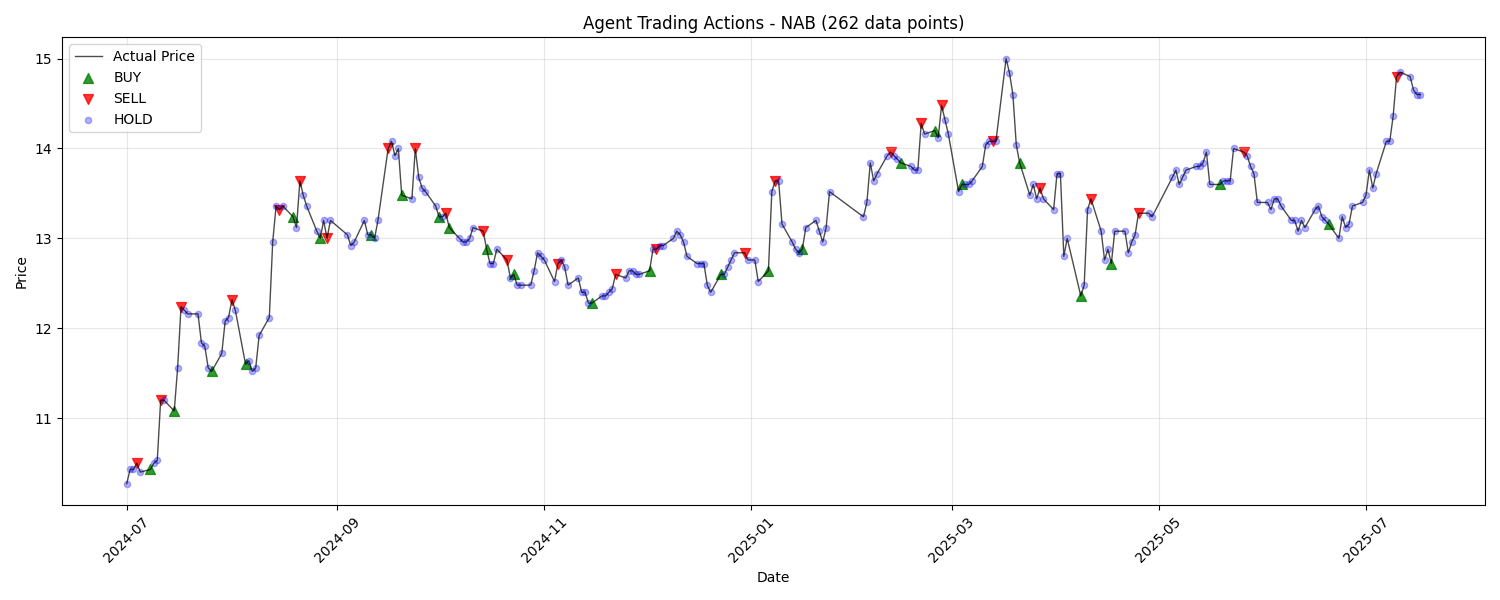 Agent Trading Actions - NAB (262 data points)
Actual Price
BUY
SELL
HOLD
Price
15
14
13
12
11
2024-07
2024-09
2024-11
2025-01
2025-03
2025-05
2025-07
Date